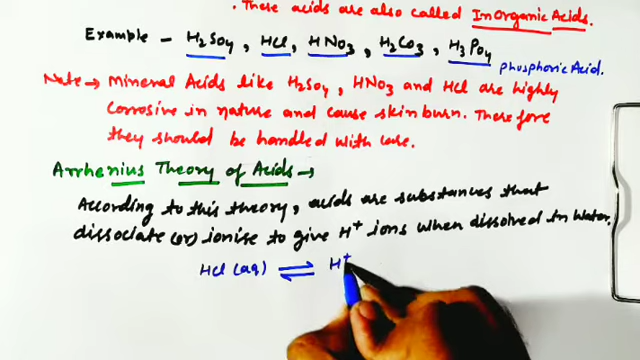 . These acids are also called InOrganic Acids.
Example - H₂So₄, HCl, HNO₃, H₂Co₃, H₃Po₄
phosphoric Acid.
Note → Mineral Acids like H₂So₄, HNO₃ and HCl are highly
Corrosive in nature and cause skin burn. Therefore
they should be handled with care.
Arrhenius Theory of Acids →
According to this theory, acids are substances that
dissociate (or) ionise to give H⁺ ions when dissolved in water.
HCl (aq) ⇌ H⁺